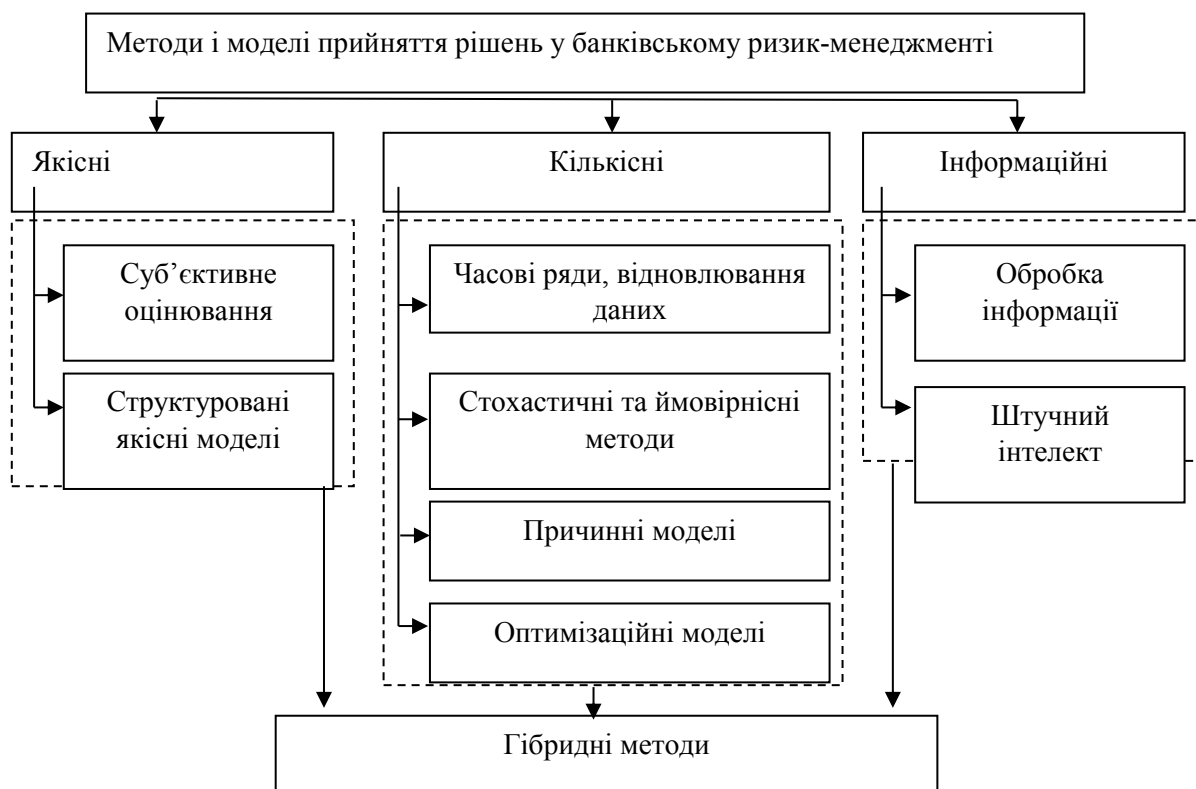 Методи і моделі прийняття рішень у банківському ризик-менеджменті
Якісні
Суб’єктивне
оцінювання
Структуровані
якісні моделі
Кількісні
Часові ряди, відновлювання
даних
Стохастичні та ймовірнісні
методи
Причинні моделі
Оптимізаційні моделі
Інформаційні
Обробка
інформації
Штучний
інтелект
Гібридні методи